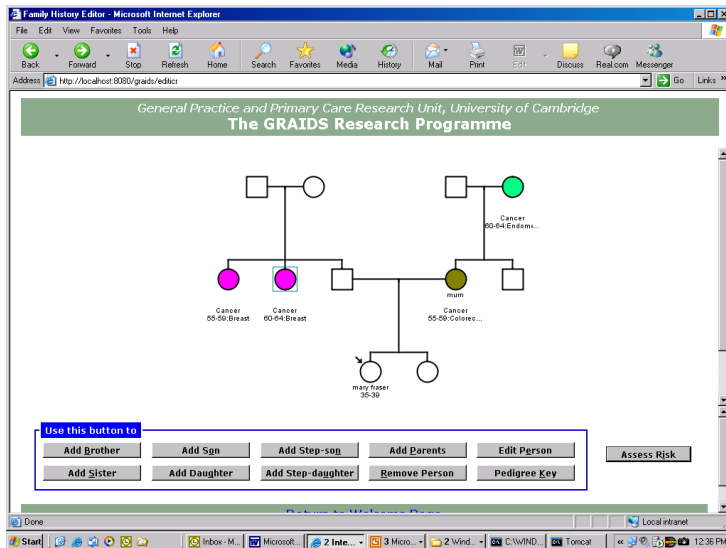 Family History Editor - Microsoft Internet Explorer
File Edit View Favorites Tools Help
Back Forward Stop Refresh Home Search Favorites Media History Mail Print Edit Discuss Real.com Messenger
Address http://localhost:8080/graids/editicr Go Links »
General Practice and Primary Care Research Unit, University of Cambridge
The GRAIDS Research Programme
Cancer
60-64:Endome...
mum
Cancer
55-59:Breast
Cancer
60-64:Breast
Cancer
55-59:Colorec...
mary fraser
35-39
Use this button to
Add Brother Add Son Add Step-son Add Parents Edit Person
Add Sister Add Daughter Add Step-daughter Remove Person Pedigree Key
Assess Risk
Done Local intranet
Start Inbox - M... Microsoft... 2 Inte... 3 Micro... 2 Wind... C:\WIND... Tomcat « 12:36 PM